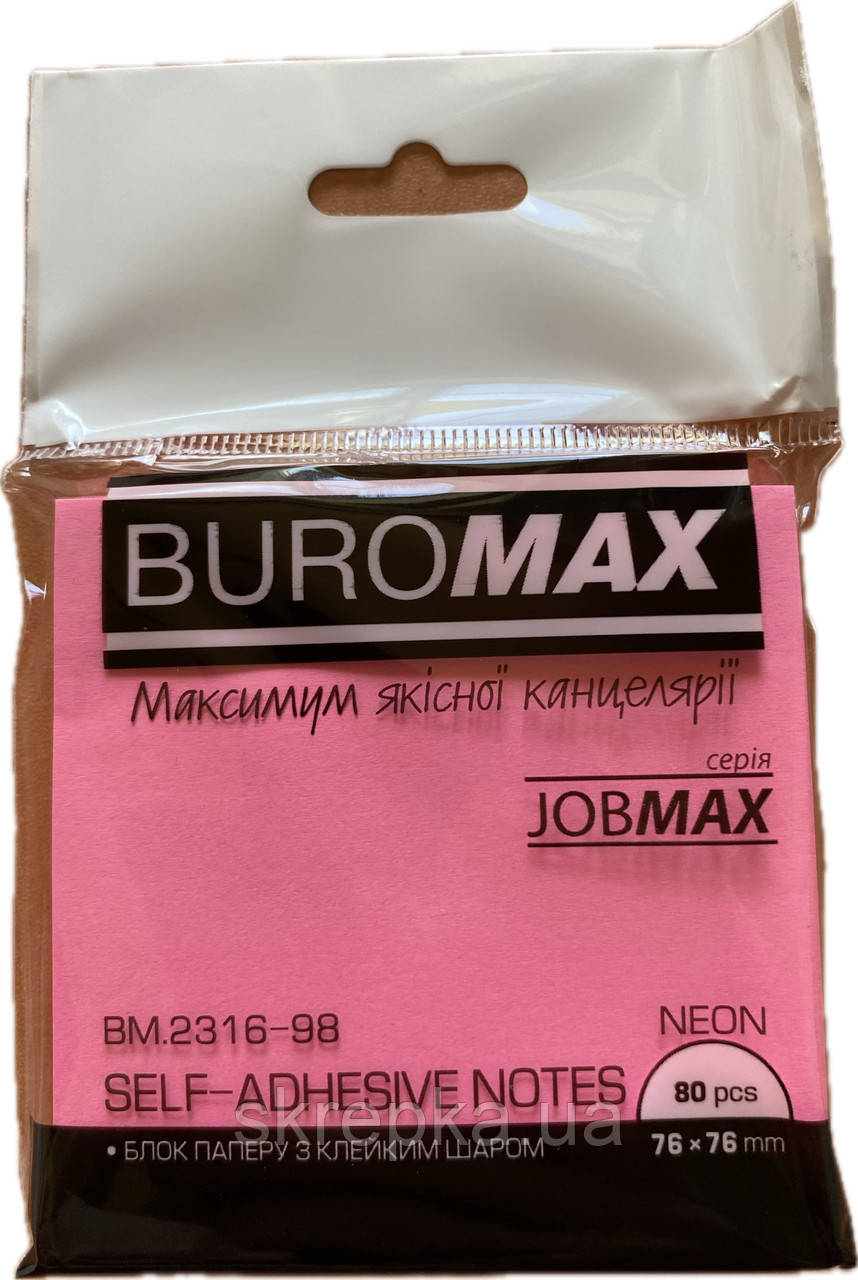 BUROMAX
Максимум якісної канцелярії
серія
JOBMAX
BM.2316-98
NEON
SELF-ADHESIVE NOTES
80 pcs
skrepka.ua
• БЛОК ПАПЕРУ З КЛЕЙКИМ ШАРОМ
76 × 76 mm